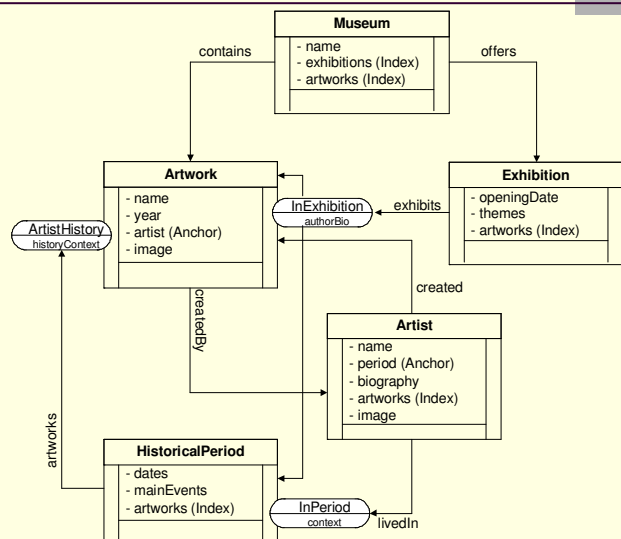 Museum
- name
- exhibitions (Index)
- artworks (Index)
contains
offers
Artwork
- name
- year
- artist (Anchor)
- image
Exhibition
- openingDate
- themes
- artworks (Index)
InExhibition
authorBio
exhibits
ArtistHistory
historyContext
created
createdBy
Artist
- name
- period (Anchor)
- biography
- artworks (Index)
- image
artworks
HistoricalPeriod
- dates
- mainEvents
- artworks (Index)
InPeriod
context
livedIn